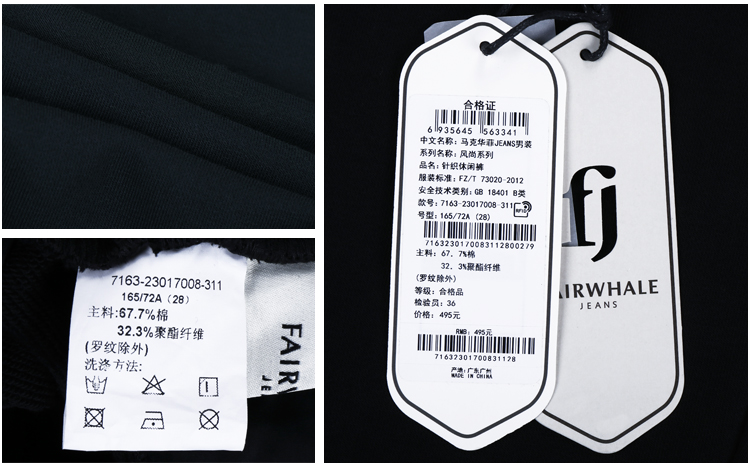 7163-23017008-311
165/72A (28)
主料:67.7%棉
32.3%聚酯纤维
(罗纹除外)
洗涤方法:
FAIRW
JE
合格证
6 935645 563341
中文名称: 马克华菲JEANS男装
系列名称: 风尚系列
品名: 针织休闲裤
服装标准: FZ/T 73020-2012
安全技术类别: GB 18401 B类
款号: 7163-23017008-311
RFID
号型: 165/72A (28)
7163230170083112800279
主料: 67. 7%棉
32. 3%聚酯纤维
(罗纹除外)
等级: 合格品
检验员: 36
价格: 495元
RMB: 495元
71632301700831128
产地: 广东广州
MADE IN CHINA
fj
AIRWHALE
JEANS